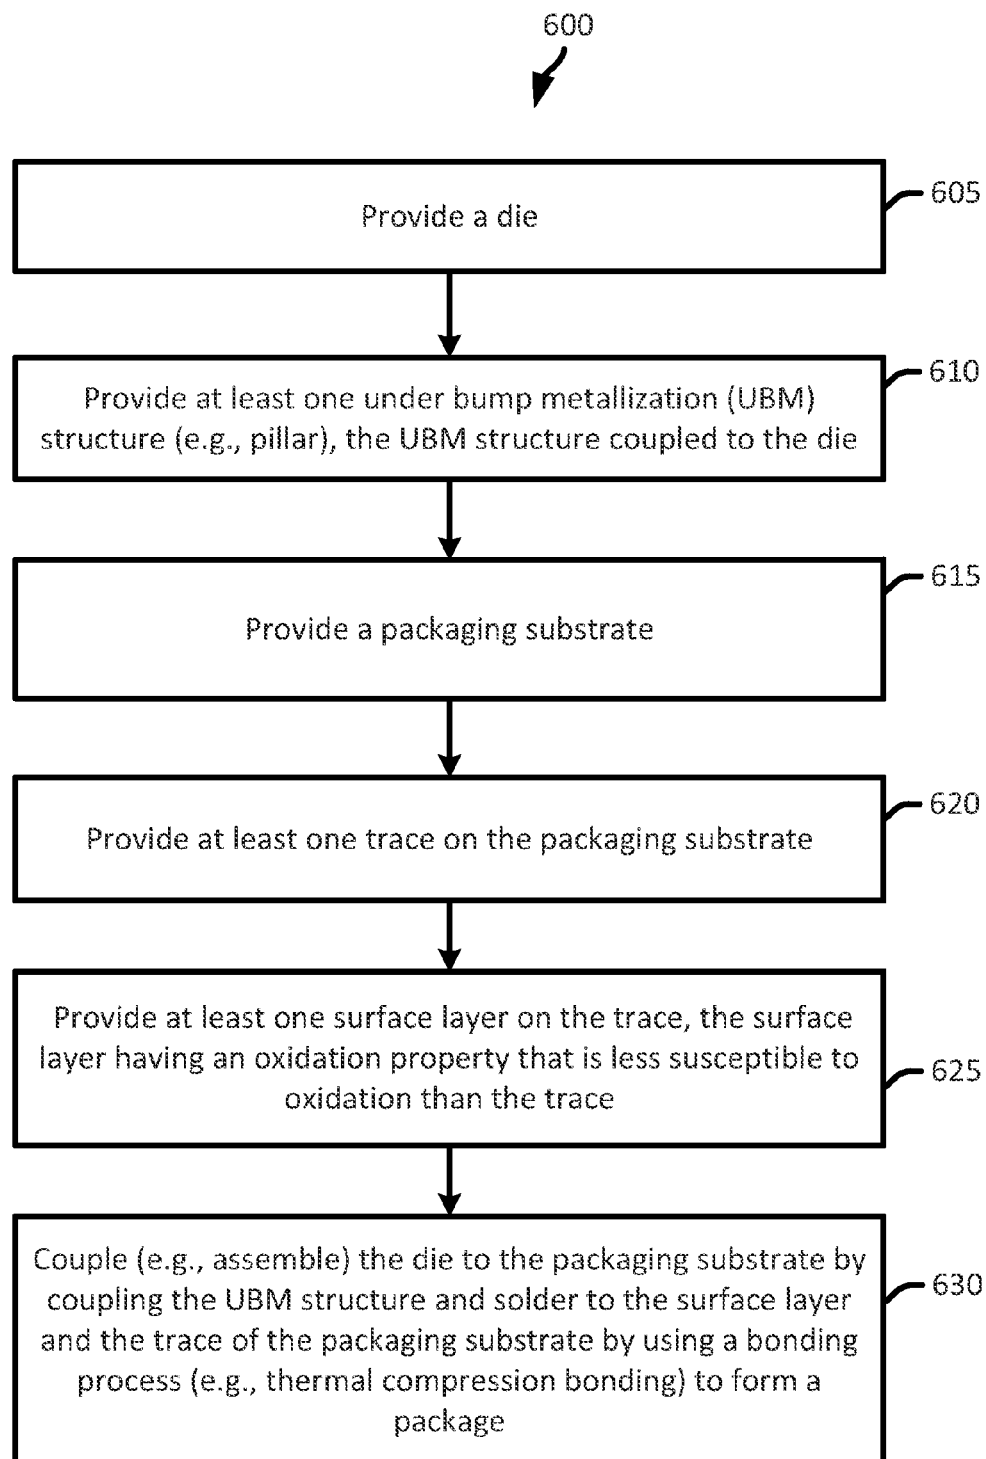 600
Provide a die
605
Provide at least one under bump metallization (UBM)
structure (e.g., pillar), the UBM structure coupled to the die
610
Provide a packaging substrate
615
Provide at least one trace on the packaging substrate
620
Provide at least one surface layer on the trace, the surface
layer having an oxidation property that is less susceptible to
oxidation than the trace
625
Couple (e.g., assemble) the die to the packaging substrate by
coupling the UBM structure and solder to the surface layer
and the trace of the packaging substrate by using a bonding
process (e.g., thermal compression bonding) to form a
package
630